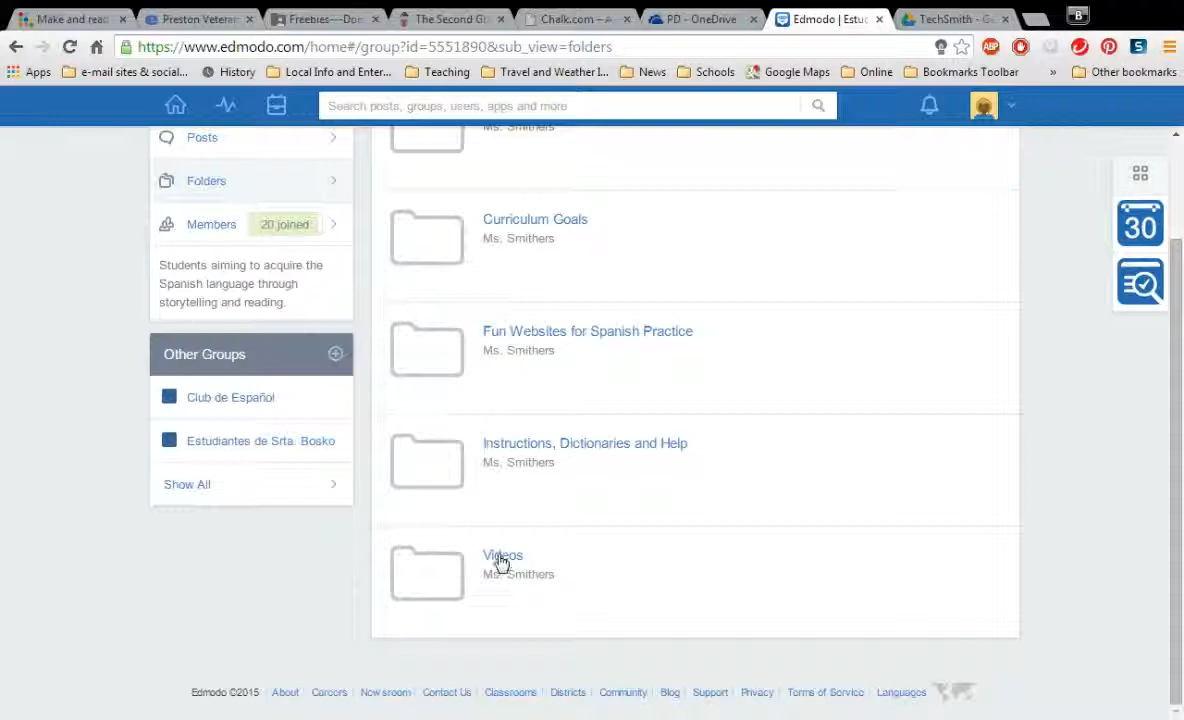 Make and read
Preston Veteran
Freebies—Don
The Second G
Chalk.com – A
PD - OneDrive
Edmodo | Estud
TechSmith - G
B
https://www.edmodo.com/home#/group?id=5551890&sub_view=folders
ABP
S
Apps
e-mail sites & social...
History
Local Info and Enter...
Teaching
Travel and Weather I...
News
Schools
Google Maps
Online
Bookmarks Toolbar
»
Other bookmarks
Search posts, groups, users, apps and more
Posts
Ms. Smithers
Folders
Members 20 joined
Students aiming to acquire the
Spanish language through
storytelling and reading.
Other Groups
Club de Español
Estudiantes de Srta. Bosko
Show All
Curriculum Goals
Ms. Smithers
Fun Websites for Spanish Practice
Ms. Smithers
Instructions, Dictionaries and Help
Ms. Smithers
Videos
Ms. Smithers
30
Edmodo ©2015 About Careers Newsroom Contact Us Classrooms Districts Community Blog Support Privacy Terms of Service Languages